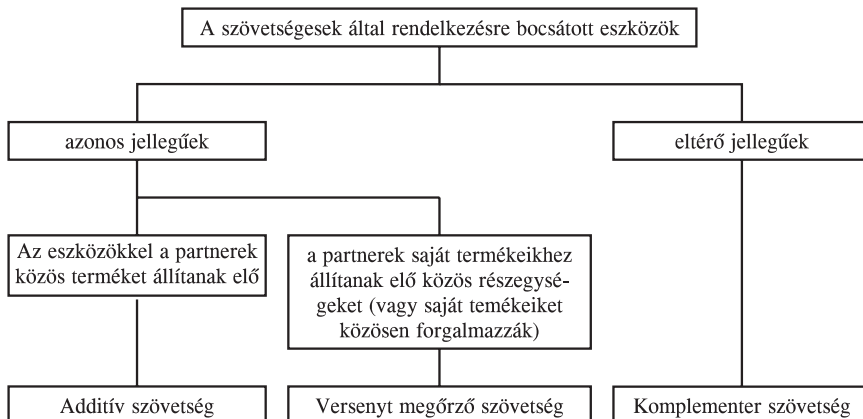 A szövetségesek által rendelkezésre bocsátott eszközök
azonos jellegűek
eltérő jellegűek
Az eszközökkel a partnerek
közös terméket állítanak elő
a partnerek saját termékeikhez
állítanak elő közös részegysé-
geket (vagy saját temékeiket
közösen forgalmazzák)
Additív szövetség
Versenyt megőrző szövetség
Komplementer szövetség